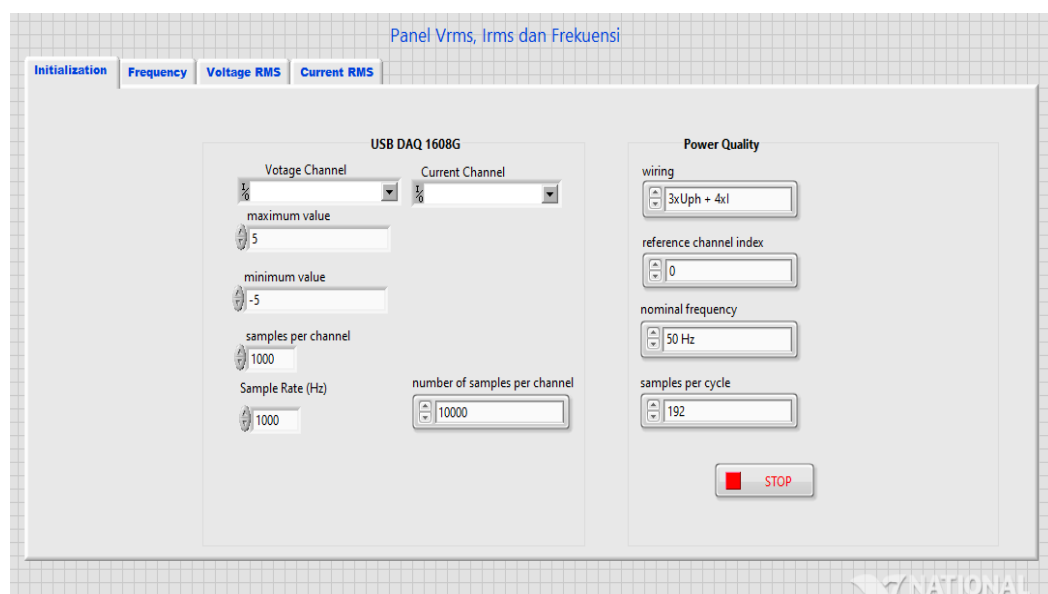 Panel Vrms, Irms dan Frekuensi
Initialization Frequency Voltage RMS Current RMS
USB DAQ 1608G
Votage Channel Current Channel
maximum value
5
minimum value
-5
samples per channel
1000
Sample Rate (Hz)
1000
number of samples per channel
10000
Power Quality
wiring
3xUph + 4xI
reference channel index
0
nominal frequency
50 Hz
samples per cycle
192
STOP
NATIONAL